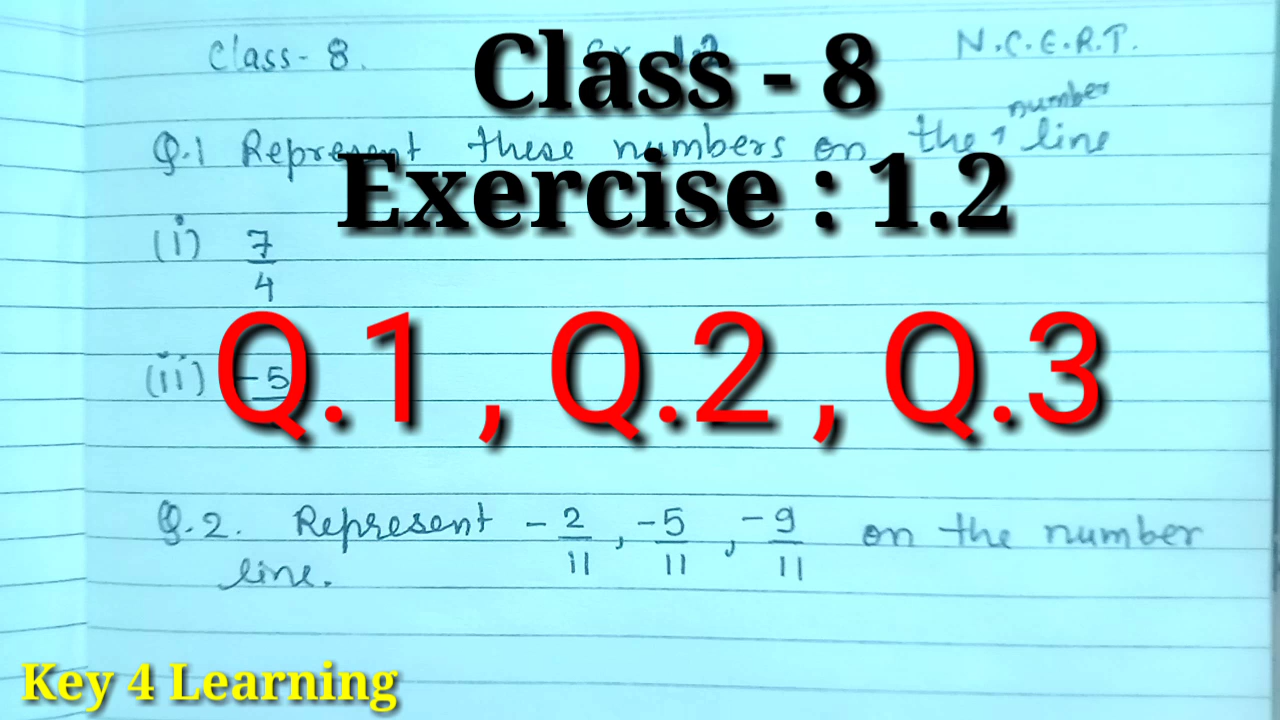 Class - 8. N.C.E.R.T.
Class - 8
number
Q.1 Represent these numbers on the ↑ line
Exercise : 1.2
(i) 7
4
Q.1 , Q.2 , Q.3
(ii) -5
Q.2. Represent -2/11 , -5/11 , -9/11 on the number
line.
Key 4 Learning